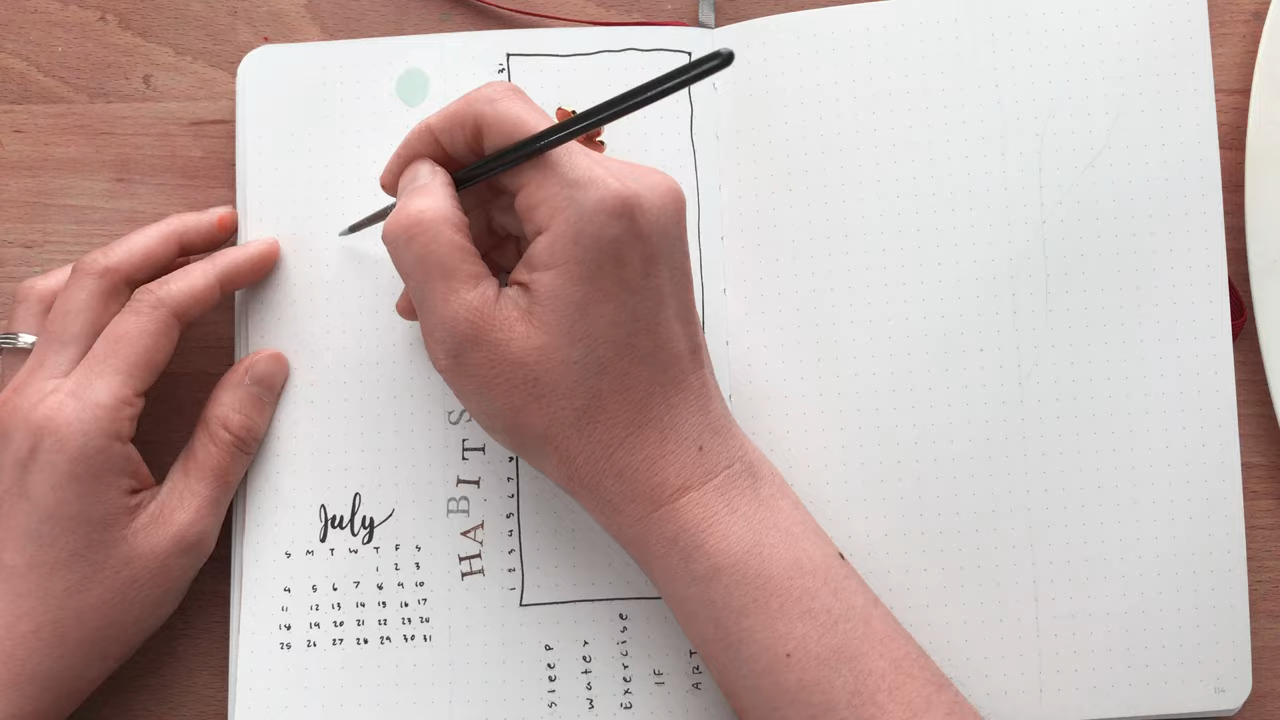 July
S M T W T F S
1 2 3
4 5 6 7 8 9 10
11 12 13 14 15 16 17
18 19 20 21 22 23 24
25 26 27 28 29 30 31
HABITS
31
1 2 3 4 5 6 7
sleep
water
Exercise
IF
ART
114